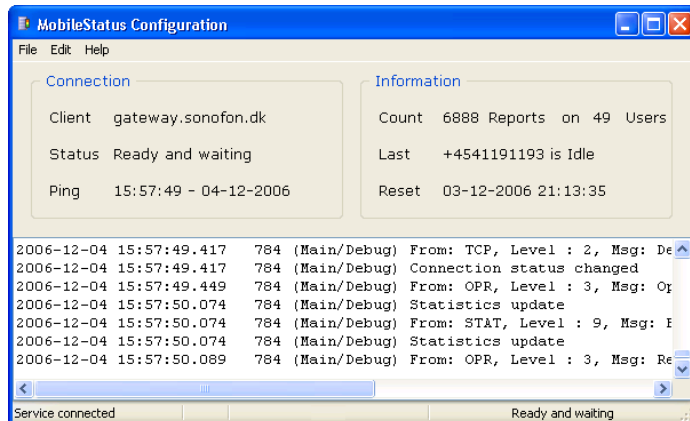 MobileStatus Configuration
File Edit Help
Connection
Client gateway.sonofon.dk
Status Ready and waiting
Ping 15:57:49 - 04-12-2006
Information
Count 6888 Reports on 49 Users
Last +4541191193 is Idle
Reset 03-12-2006 21:13:35
2006-12-04 15:57:49.417 784 (Main/Debug) From: TCP, Level : 2, Msg: De
2006-12-04 15:57:49.417 784 (Main/Debug) Connection status changed
2006-12-04 15:57:49.449 784 (Main/Debug) From: OPR, Level : 3, Msg: Op
2006-12-04 15:57:50.074 784 (Main/Debug) Statistics update
2006-12-04 15:57:50.074 784 (Main/Debug) From: STAT, Level : 9, Msg:
2006-12-04 15:57:50.074 784 (Main/Debug) Statistics update
2006-12-04 15:57:50.089 784 (Main/Debug) From: OPR, Level : 3, Msg: Re
Service connected Ready and waiting